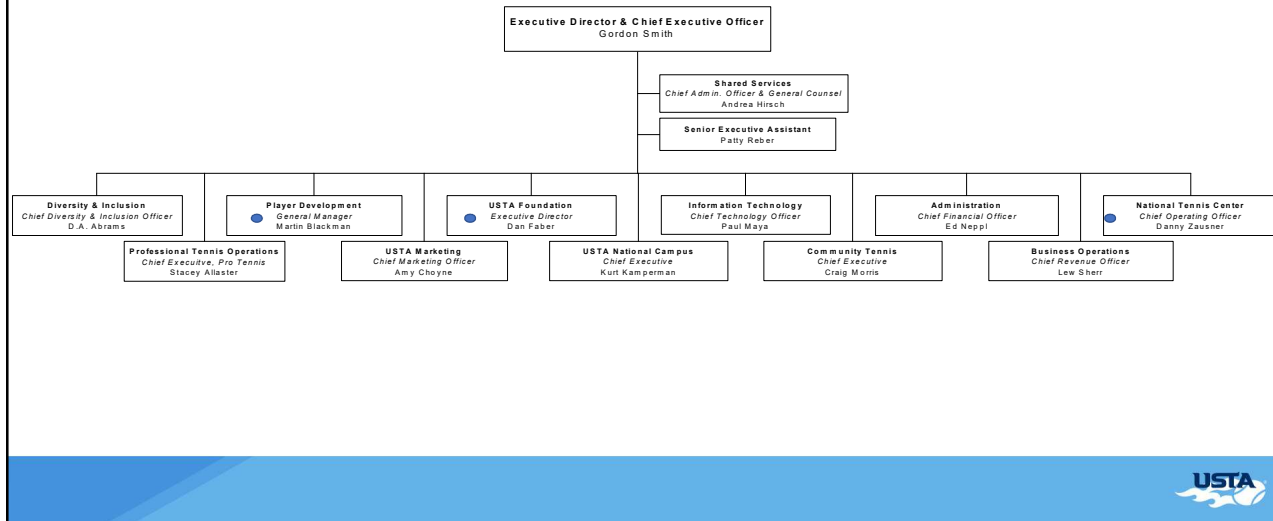 Executive Director & Chief Executive Officer
Gordon Smith
Shared Services
Chief Admin. Officer & General Counsel
Andrea Hirsch
Senior Executive Assistant
Patty Reber
Diversity & Inclusion
Chief Diversity & Inclusion Officer
D.A. Abrams
Player Development
General Manager
Martin Blackman
USTA Foundation
Executive Director
Dan Faber
Information Technology
Chief Technology Officer
Paul Maya
Administration
Chief Financial Officer
Ed Neppl
National Tennis Center
Chief Operating Officer
Danny Zausner
Professional Tennis Operations
Chief Execuitve, Pro Tennis
Stacey Allaster
USTA Marketing
Chief Marketing Officer
Amy Choyne
USTA National Campus
Chief Executive
Kurt Kamperman
Community Tennis
Chief Executive
Craig Morris
Business Operations
Chief Revenue Officer
Lew Sherr
USTA